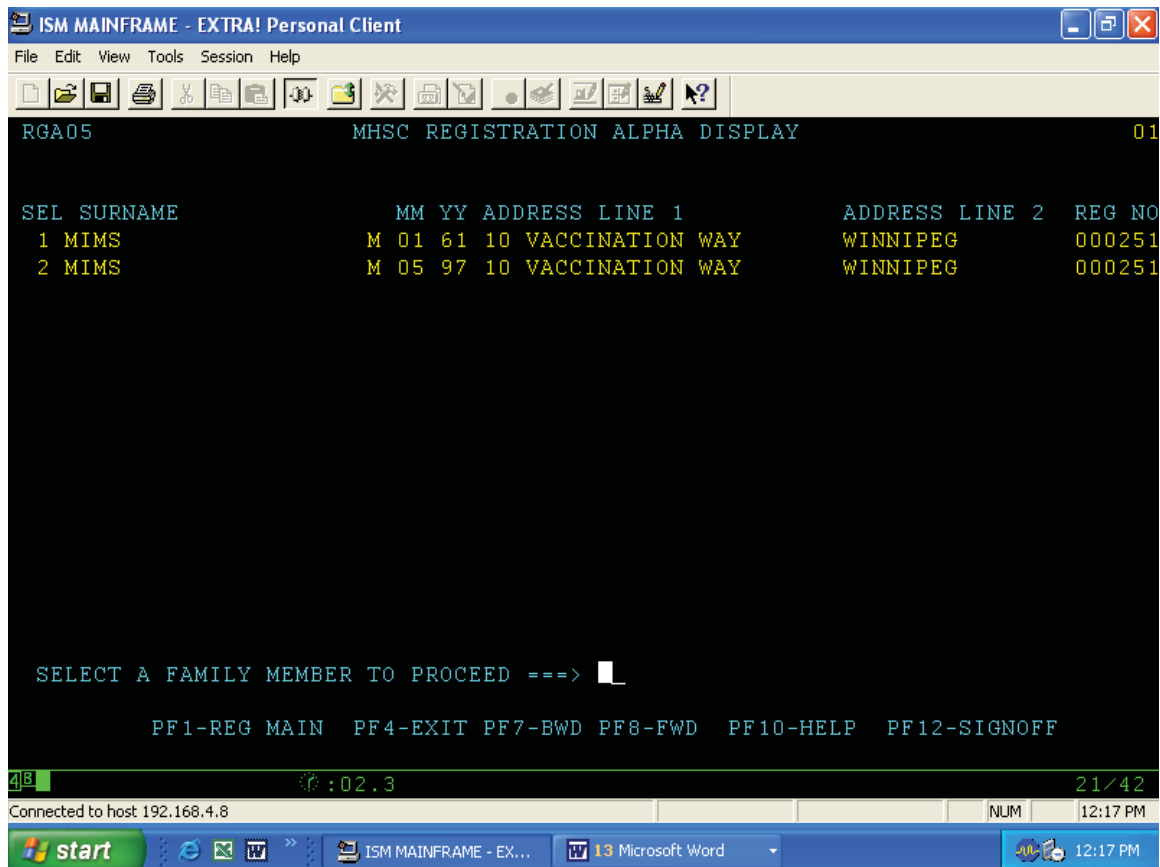 ISM MAINFRAME - EXTRA! Personal Client
File Edit View Tools Session Help
RGA05 MHSC REGISTRATION ALPHA DISPLAY 01
SEL SURNAME MM YY ADDRESS LINE 1 ADDRESS LINE 2 REG NO
1 MIMS M 01 61 10 VACCINATION WAY WINNIPEG 000251
2 MIMS M 05 97 10 VACCINATION WAY WINNIPEG 000251
SELECT A FAMILY MEMBER TO PROCEED ===> _
PF1-REG MAIN PF4-EXIT PF7-BWD PF8-FWD PF10-HELP PF12-SIGNOFF
4B :02.3 21/42
Connected to host 192.168.4.8 NUM 12:17 PM
start » ISM MAINFRAME - EX... 13 Microsoft Word 12:17 PM